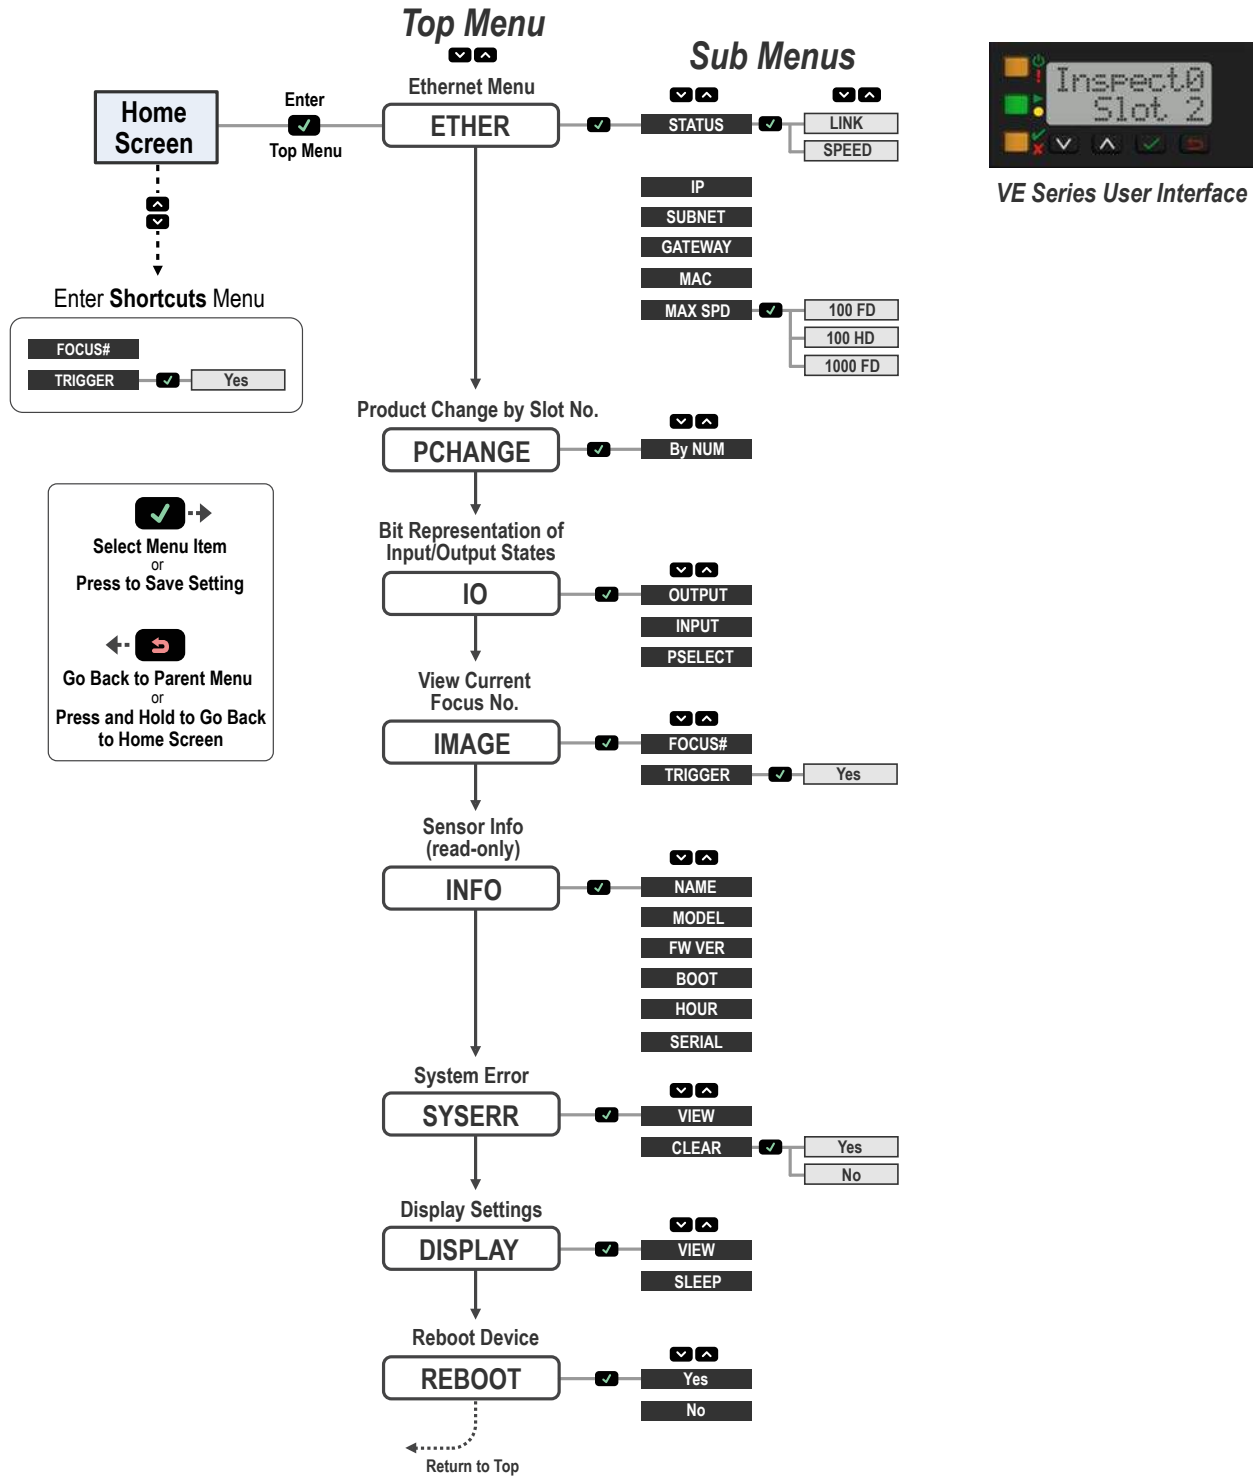 Top Menu
Sub Menus
Inspect0
Slot 2
VE Series User Interface
Home
Screen
Enter
Top Menu
Ethernet Menu
ETHER
STATUS
LINK
SPEED
IP
SUBNET
GATEWAY
MAC
MAX SPD
100 FD
100 HD
1000 FD
Enter Shortcuts Menu
FOCUS#
TRIGGER
Yes
Product Change by Slot No.
PCHANGE
By NUM
Select Menu Item
or
Press to Save Setting
Go Back to Parent Menu
or
Press and Hold to Go Back
to Home Screen
Bit Representation of
Input/Output States
IO
OUTPUT
INPUT
PSELECT
View Current
Focus No.
IMAGE
FOCUS#
TRIGGER
Yes
Sensor Info
(read-only)
INFO
NAME
MODEL
FW VER
BOOT
HOUR
SERIAL
System Error
SYSERR
VIEW
CLEAR
Yes
No
Display Settings
DISPLAY
VIEW
SLEEP
Reboot Device
REBOOT
Yes
No
Return to Top